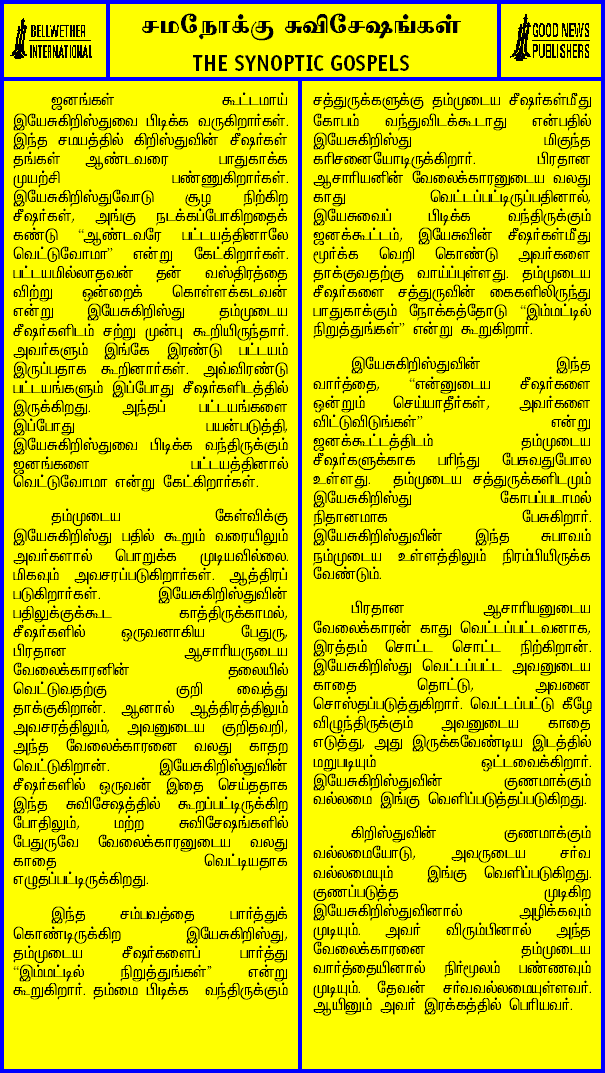 BELLWETHER
INTERNATIONAL
சமநோக்கு சுவிசேஷங்கள்
THE SYNOPTIC GOSPELS
GOOD NEWS
PUBLISHERS
ஜனங்கள் கூட்டமாய்
இயேசுகிறிஸ்துவை பிடிக்க வருகிறார்கள்.
இந்த சமயத்தில் கிறிஸ்துவின் சீஷர்கள்
தங்கள் ஆண்டவரை பாதுகாக்க
முயற்சி பண்ணுகிறார்கள்.
இயேசுகிறிஸ்துவோடு சூழ நிற்கிற
சீஷர்கள், அங்கு நடக்கப்போகிறதைக்
கண்டு “ஆண்டவரே பட்டயத்தினாலே
வெட்டுவோமா” என்று கேட்கிறார்கள்.
பட்டயமில்லாதவன் தன் வஸ்திரத்தை
விற்று ஒன்றைக் கொள்ளக்கடவன்
என்று இயேசுகிறிஸ்து தம்முடைய
சீஷர்களிடம் சற்று முன்பு கூறியிருந்தார்.
அவர்களும் இங்கே இரண்டு பட்டயம்
இருப்பதாக கூறினார்கள். அவ்விரண்டு
பட்டயங்களும் இப்போது சீஷர்களிடத்தில்
இருக்கிறது. அந்தப் பட்டயங்களை
இப்போது பயன்படுத்தி,
இயேசுகிறிஸ்துவை பிடிக்க வந்திருக்கும்
ஜனங்களை பட்டயத்தினால்
வெட்டுவோமா என்று கேட்கிறார்கள்.
தம்முடைய கேள்விக்கு
இயேசுகிறிஸ்து பதில் கூறும் வரையிலும்
அவர்களால் பொறுக்க முடியவில்லை.
மிகவும் அவசரப்படுகிறார்கள். ஆத்திரப்
படுகிறார்கள். இயேசுகிறிஸ்துவின்
பதிலுக்குக்கூட காத்திருக்காமல்,
சீஷர்களில் ஒருவனாகிய பேதுரு,
பிரதான ஆசாரியருடைய
வேலைக்காரனின் தலையில்
வெட்டுவதற்கு குறி வைத்து
தாக்குகிறான். ஆனால் ஆத்திரத்திலும்
அவசரத்திலும், அவனுடைய குறிதவறி,
அந்த வேலைக்காரனை வலது காதற
வெட்டுகிறான். இயேசுகிறிஸ்துவின்
சீஷர்களில் ஒருவன் இதை செய்ததாக
இந்த சுவிசேஷத்தில் கூறப்பட்டிருக்கிற
போதிலும், மற்ற சுவிசேஷங்களில்
பேதுருவே வேலைக்காரனுடைய வலது
காதை வெட்டியதாக
எழுதப்பட்டிருக்கிறது.
இந்த சம்பவத்தை பார்த்துக்
கொண்டிருக்கிற இயேசுகிறிஸ்து,
தம்முடைய சீஷர்களைப் பார்த்து
“இம்மட்டில் நிறுத்துங்கள்” என்று
கூறுகிறார். தம்மை பிடிக்க வந்திருக்கும்
சத்துருக்களுக்கு தம்முடைய சீஷர்கள்மீது
கோபம் வந்துவிடக்கூடாது என்பதில்
இயேசுகிறிஸ்து மிகுந்த
கரிசனையோடிருக்கிறார். பிரதான
ஆசாரியனின் வேலைக்காரனுடைய வலது
காது வெட்டப்பட்டிருப்பதினால்,
இயேசுவைப் பிடிக்க வந்திருக்கும்
ஜனக்கூட்டம், இயேசுவின் சீஷர்கள்மீது
மூர்க்க வெறி கொண்டு அவர்களை
தாக்குவதற்கு வாய்ப்புள்ளது. தம்முடைய
சீஷர்களை சத்துருவின் கைகளிலிருந்து
பாதுகாக்கும் நோக்கத்தோடு “இம்மட்டில்
நிறுத்துங்கள்” என்று கூறுகிறார்.
இயேசுகிறிஸ்துவின் இந்த
வார்த்தை, “என்னுடைய சீஷர்களை
ஒன்றும் செய்யாதீர்கள், அவர்களை
விட்டுவிடுங்கள்” என்று
ஜனக்கூட்டத்திடம் தம்முடைய
சீஷர்களுக்காக பரிந்து பேசுவதுபோல
உள்ளது. தம்முடைய சத்துருக்களிடமும்
இயேசுகிறிஸ்து கோபப்படாமல்
நிதானமாக பேசுகிறார்.
இயேசுகிறிஸ்துவின் இந்த சுபாவம்
நம்முடைய உள்ளத்திலும் நிரம்பியிருக்க
வேண்டும்.
பிரதான ஆசாரியனுடைய
வேலைக்காரன் காது வெட்டப்பட்டவனாக,
இரத்தம் சொட்ட சொட்ட நிற்கிறான்.
இயேசுகிறிஸ்து வெட்டப்பட்ட அவனுடைய
காதை தொட்டு, அவனை
சொஸ்தப்படுத்துகிறார். வெட்டப்பட்டு கீழே
விழுந்திருக்கும் அவனுடைய காதை
எடுத்து, அது இருக்கவேண்டிய இடத்தில்
மறுபடியும் ஒட்டவைக்கிறார்.
இயேசுகிறிஸ்துவின் குணமாக்கும்
வல்லமை இங்கு வெளிப்படுத்தப்படுகிறது.
கிறிஸ்துவின் குணமாக்கும்
வல்லமையோடு, அவருடைய சர்வ
வல்லமையும் இங்கு வெளிப்படுகிறது.
குணப்படுத்த முடிகிற
இயேசுகிறிஸ்துவினால் அழிக்கவும்
முடியும். அவர் விரும்பினால் அந்த
வேலைக்காரனை தம்முடைய
வார்த்தையினால் நிர்மூலம் பண்ணவும்
முடியும். தேவன் சர்வவல்லமையுள்ளவர்.
ஆயினும் அவர் இரக்கத்தில் பெரியவர்.